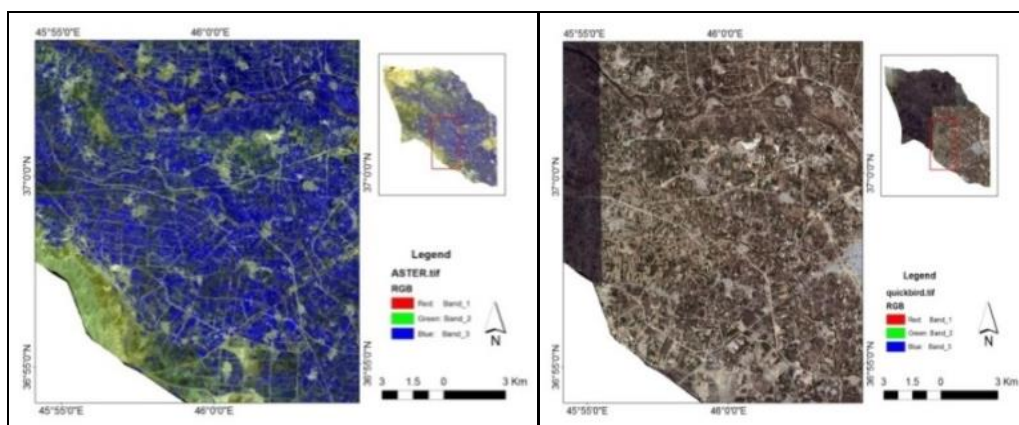 45°55'0"E
46°0'0"E
37°0'0"N
37°0'0"N
Legend
ASTER.tif
RGB
Red: Band_1
Green: Band_2
Blue: Band_3
N
36°55'0"N
36°55'0"N
3 1.5 0 3 Km
45°55'0"E
46°0'0"E
45°55'0"E
46°0'0"E
37°0'0"N
37°0'0"N
Legend
quickbird.tif
RGB
Red: Band_1
Green: Band_2
Blue: Band_3
N
36°55'0"N
36°55'0"N
3 1.5 0 3 Km
45°55'0"E
46°0'0"E